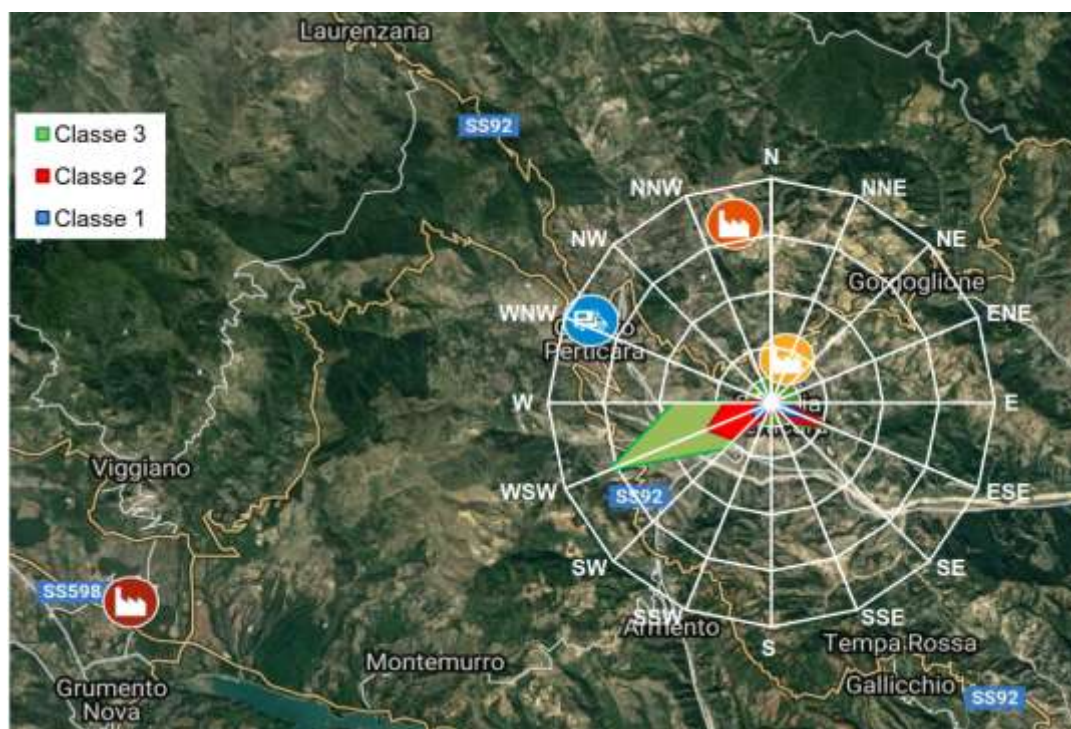 Laurenzana
SS92
Classe 3
Classe 2
Classe 1
N
NNW
NNE
NW
NE
Gorgoglione
WNW
ENE
Perticara
W
E
Viggiano
WSW
SS92
ESE
SS598
SW
SE
SSW
SSE
Armento
S
Tempa Rossa
Montemurro
Gallicchio
Grumento
Nova
SS92